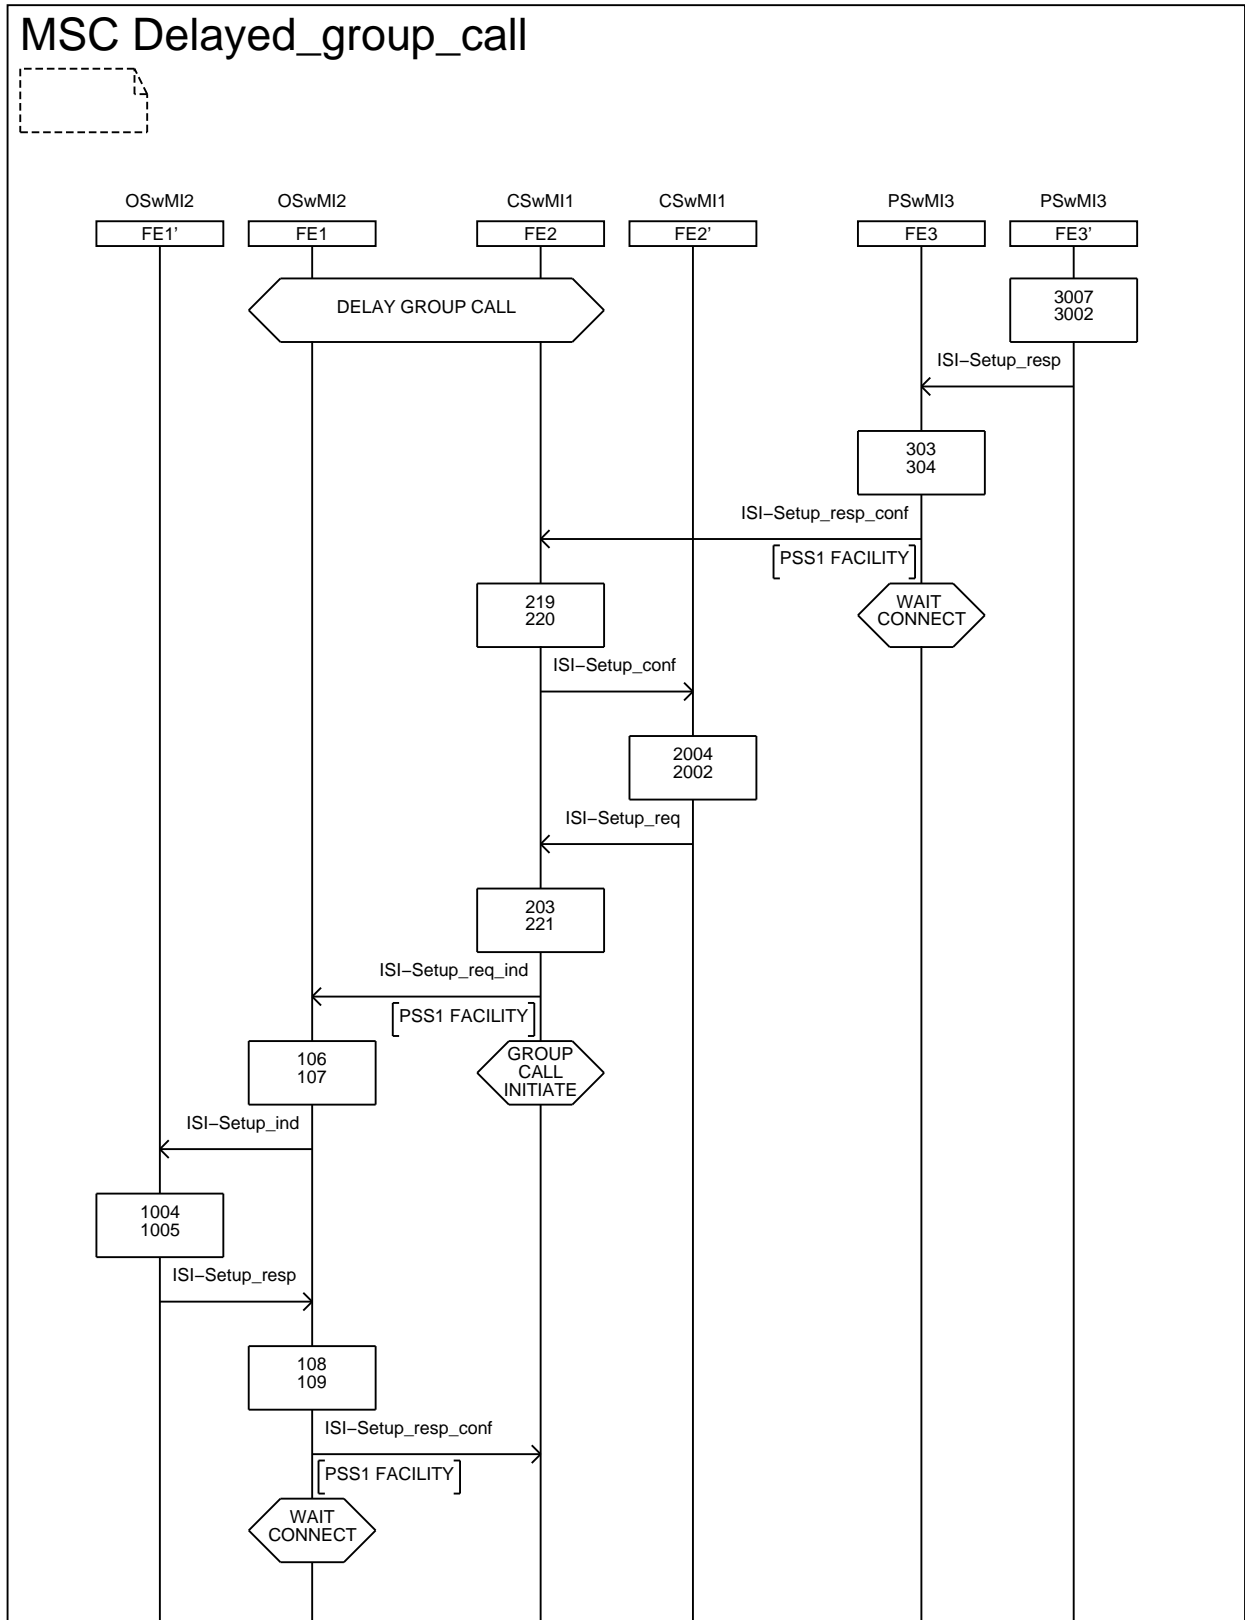 MSC Delayed_group_call
OSwMI2 OSwMI2 CSwMI1 CSwMI1 PSwMI3 PSwMI3
FE1' FE1 FE2 FE2' FE3 FE3'
DELAY GROUP CALL
3007
3002
ISI−Setup_resp
303
304
ISI−Setup_resp_conf
PSS1 FACILITY
219
220
WAIT
CONNECT
ISI−Setup_conf
2004
2002
ISI−Setup_req
203
221
ISI−Setup_req_ind
PSS1 FACILITY
106
107
GROUP
CALL
INITIATE
ISI−Setup_ind
1004
1005
ISI−Setup_resp
108
109
ISI−Setup_resp_conf
PSS1 FACILITY
WAIT
CONNECT